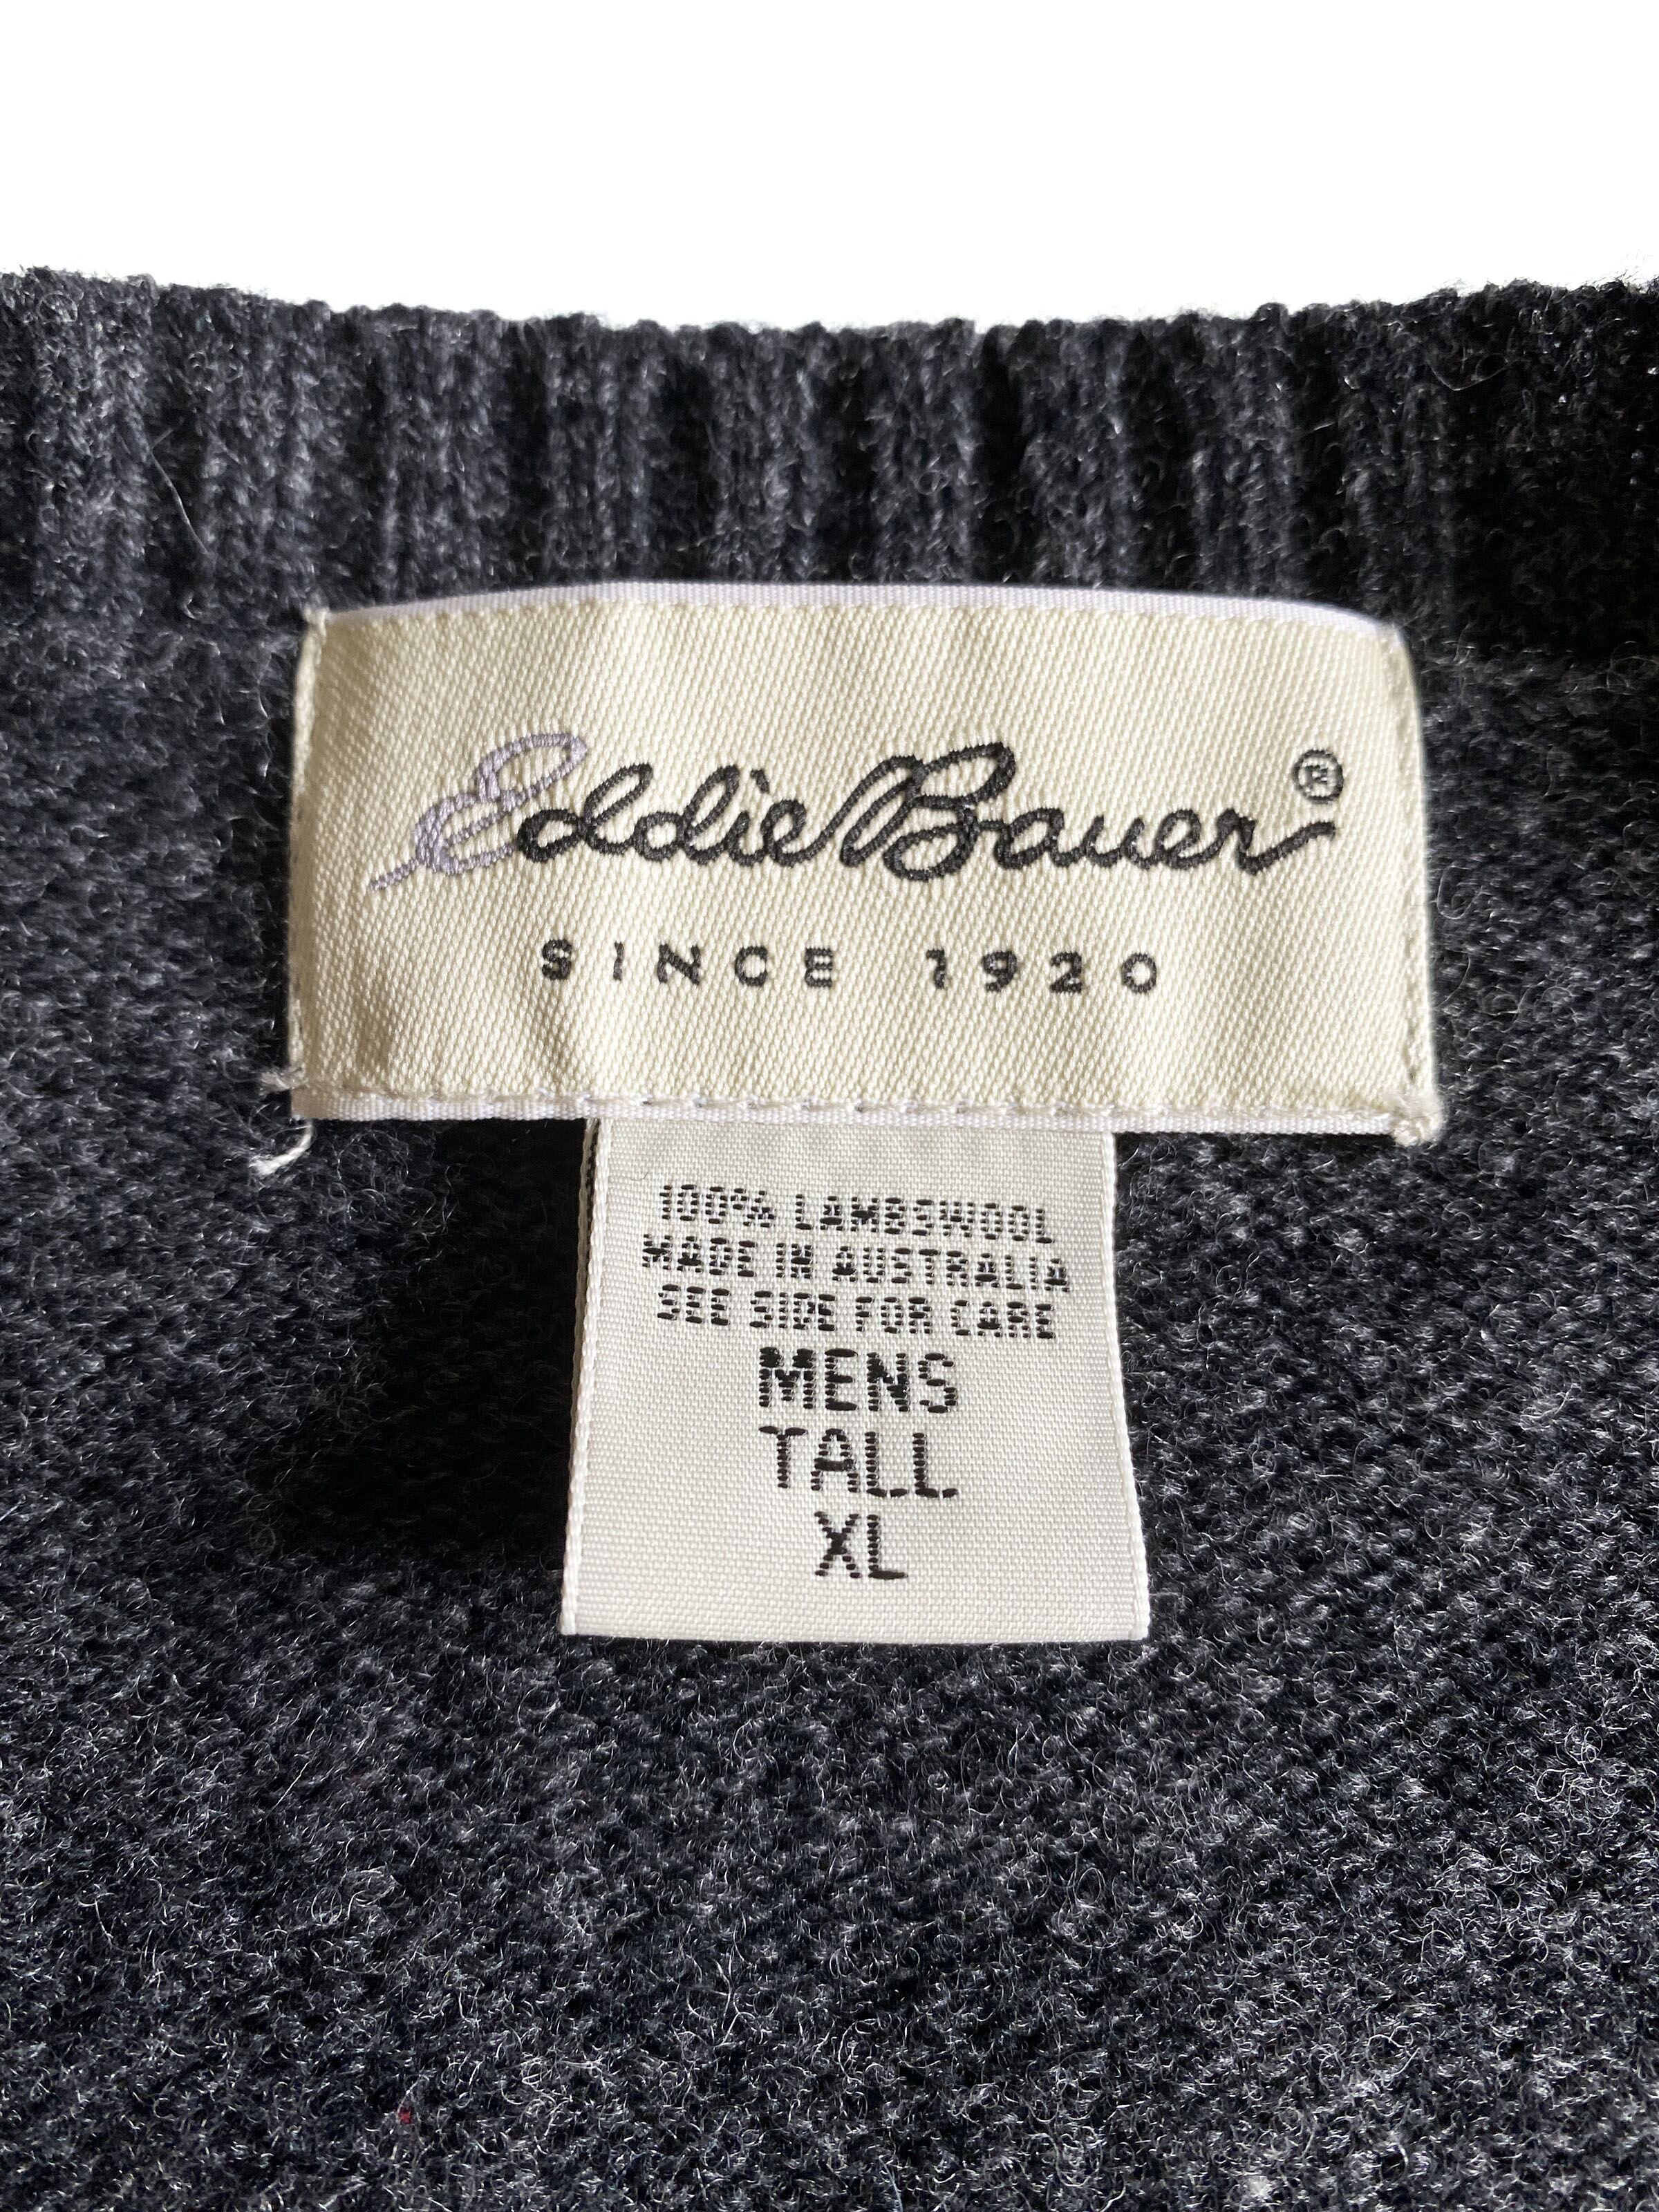 Eddie Bauer®
SINCE 1920
100% LAMBSWOOL
MADE IN AUSTRALIA
SEE SIDE FOR CARE
MENS
TALL
XL